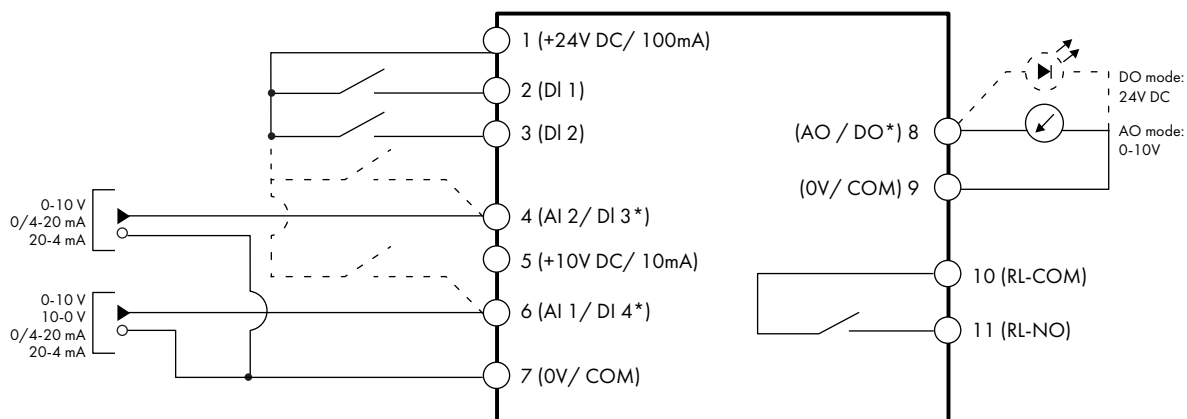 1 (+24V DC/ 100mA)
2 (DI 1)
3 (DI 2)
0-10 V
0/4-20 mA
20-4 mA
4 (AI 2/ DI 3*)
5 (+10V DC/ 10mA)
0-10 V
10-0 V
0/4-20 mA
20-4 mA
6 (AI 1/ DI 4*)
7 (0V/ COM)
DO mode:
24V DC
(AO / DO*) 8
AO mode:
0-10V
(0V/ COM) 9
10 (RL-COM)
11 (RL-NO)